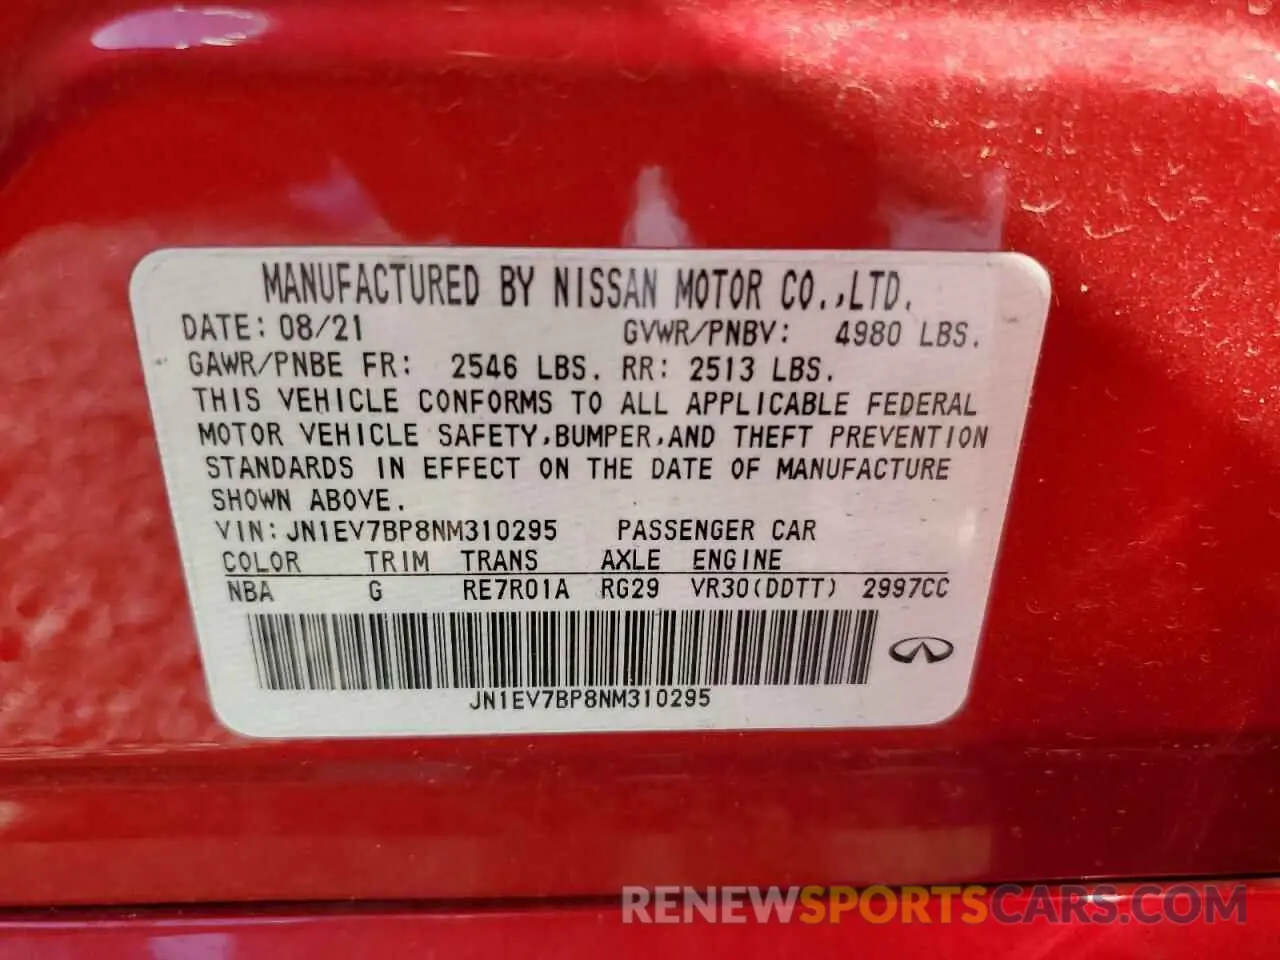 MANUFACTURED BY NISSAN MOTOR CO.,LTD.
DATE: 08/21 GVWR/PNBV: 4980 LBS.
GAWR/PNBE FR: 2546 LBS. RR: 2513 LBS.
THIS VEHICLE CONFORMS TO ALL APPLICABLE FEDERAL
MOTOR VEHICLE SAFETY,BUMPER,AND THEFT PREVENTION
STANDARDS IN EFFECT ON THE DATE OF MANUFACTURE
SHOWN ABOVE.
VIN: JN1EV7BP8NM310295 PASSENGER CAR
COLOR TRIM TRANS AXLE ENGINE
NBA G RE7R01A RG29 VR30(DDTT) 2997CC
JN1EV7BP8NM310295
RENEWSPORTSCARS.COM